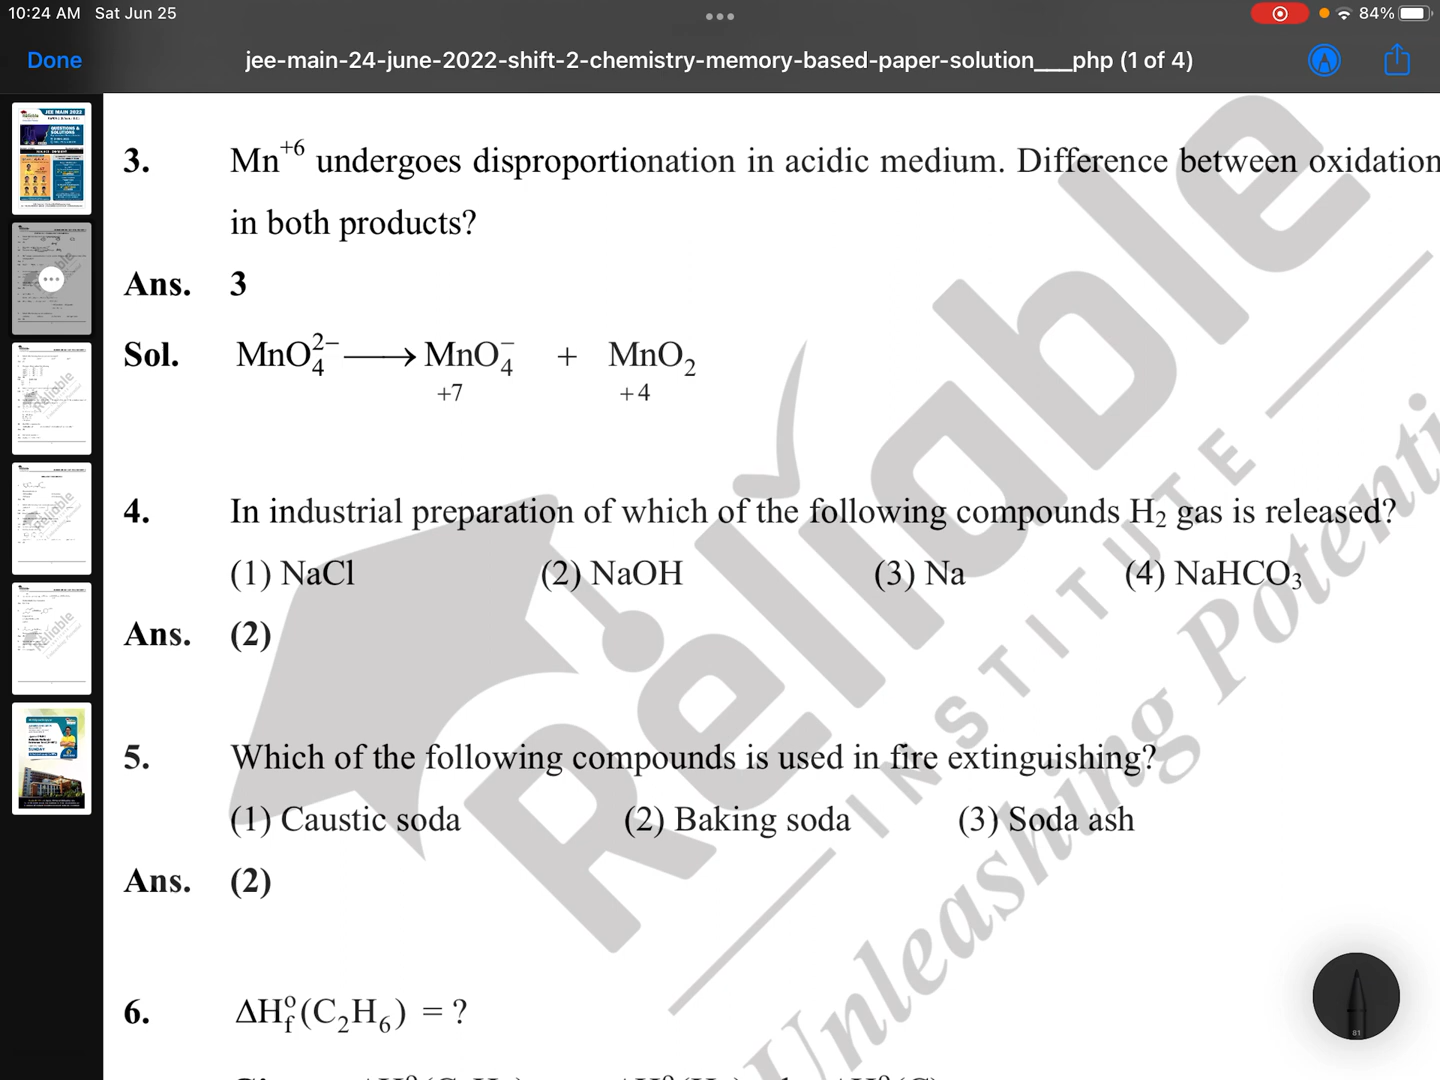 10:24 AM Sat Jun 25
84%
Done
jee-main-24-june-2022-shift-2-chemistry-memory-based-paper-solution___php (1 of 4)
3. Mn+6 undergoes disproportionation in acidic medium. Difference between oxidation
in both products?
Ans. 3
Sol. MnO4^2− ⟶ MnO4^− + MnO2
+7 +4
4. In industrial preparation of which of the following compounds H2 gas is released?
(1) NaCl (2) NaOH (3) Na (4) NaHCO3
Ans. (2)
5. Which of the following compounds is used in fire extinguishing?
(1) Caustic soda (2) Baking soda (3) Soda ash
Ans. (2)
6. ΔHf°(C2H6) = ?
Reliable
INSTITUTE
Unleashing Potenti
81